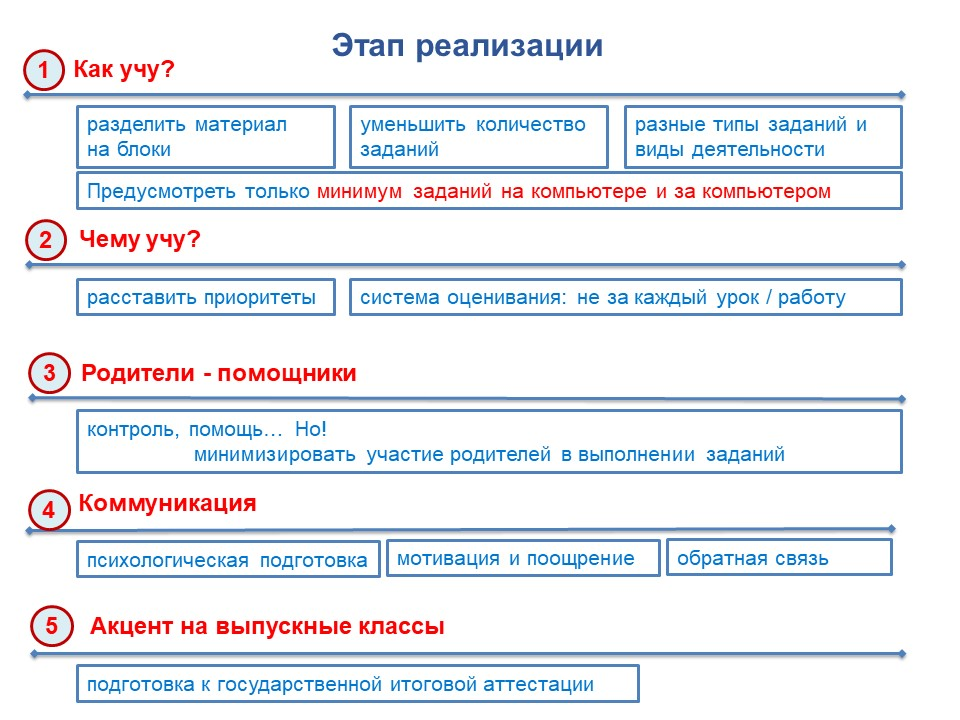 Этап реализации
1 Как учу?
разделить материал
на блоки
уменьшить количество
заданий
разные типы заданий и
виды деятельности
Предусмотреть только минимум заданий на компьютере и за компьютером
2 Чему учу?
расставить приоритеты
система оценивания: не за каждый урок / работу
3 Родители - помощники
контроль, помощь… Но!
минимизировать участие родителей в выполнении заданий
4 Коммуникация
психологическая подготовка
мотивация и поощрение
обратная связь
5 Акцент на выпускные классы
подготовка к государственной итоговой аттестации